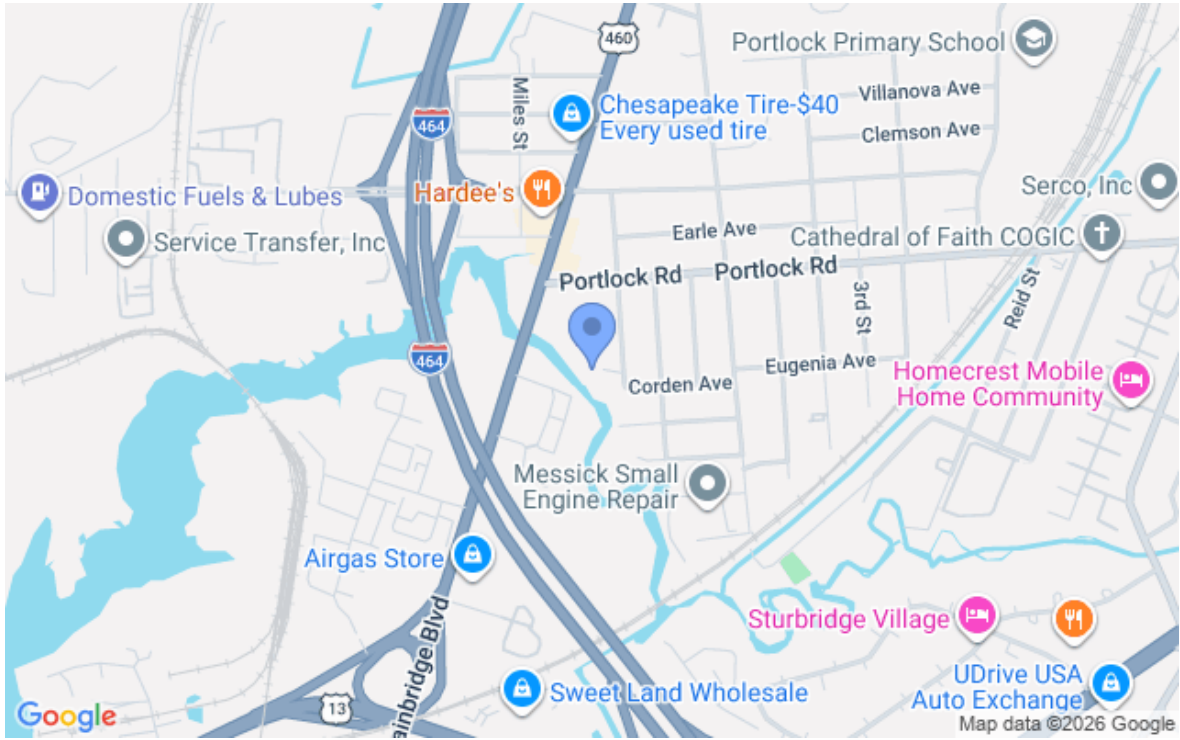 460
Portlock Primary School
Miles St
Villanova Ave
Chesapeake Tire-$40
Every used tire
464
Clemson Ave
Hardee's
Serco, Inc
Domestic Fuels & Lubes
Earle Ave
Cathedral of Faith COGIC
Service Transfer, Inc
Portlock Rd
Portlock Rd
3rd St
Reid St
464
Eugenia Ave
Corden Ave
Homecrest Mobile
Home Community
Messick Small
Engine Repair
Airgas Store
ainbridge Blvd
Sturbridge Village
UDrive USA
Auto Exchange
Sweet Land Wholesale
13
Google
Map data ©2026 Google